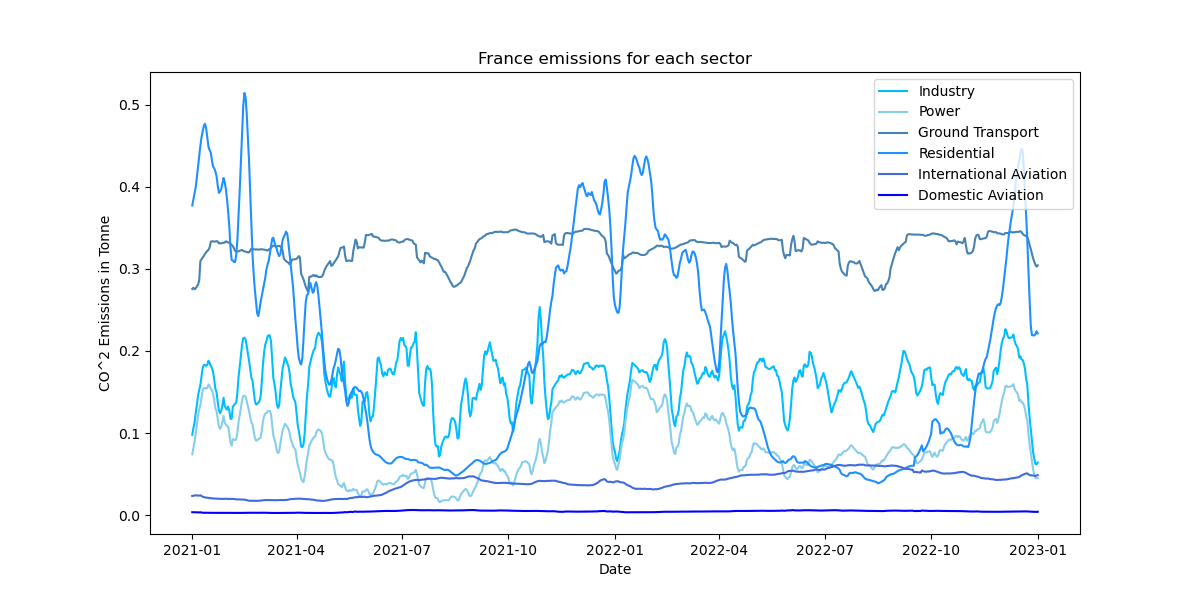 France emissions for each sector
Industry
Power
Ground Transport
Residential
International Aviation
Domestic Aviation
CO^2 Emissions in Tonne
0.5
0.4
0.3
0.2
0.1
0.0
2021-01 2021-04 2021-07 2021-10 2022-01 2022-04 2022-07 2022-10 2023-01
Date